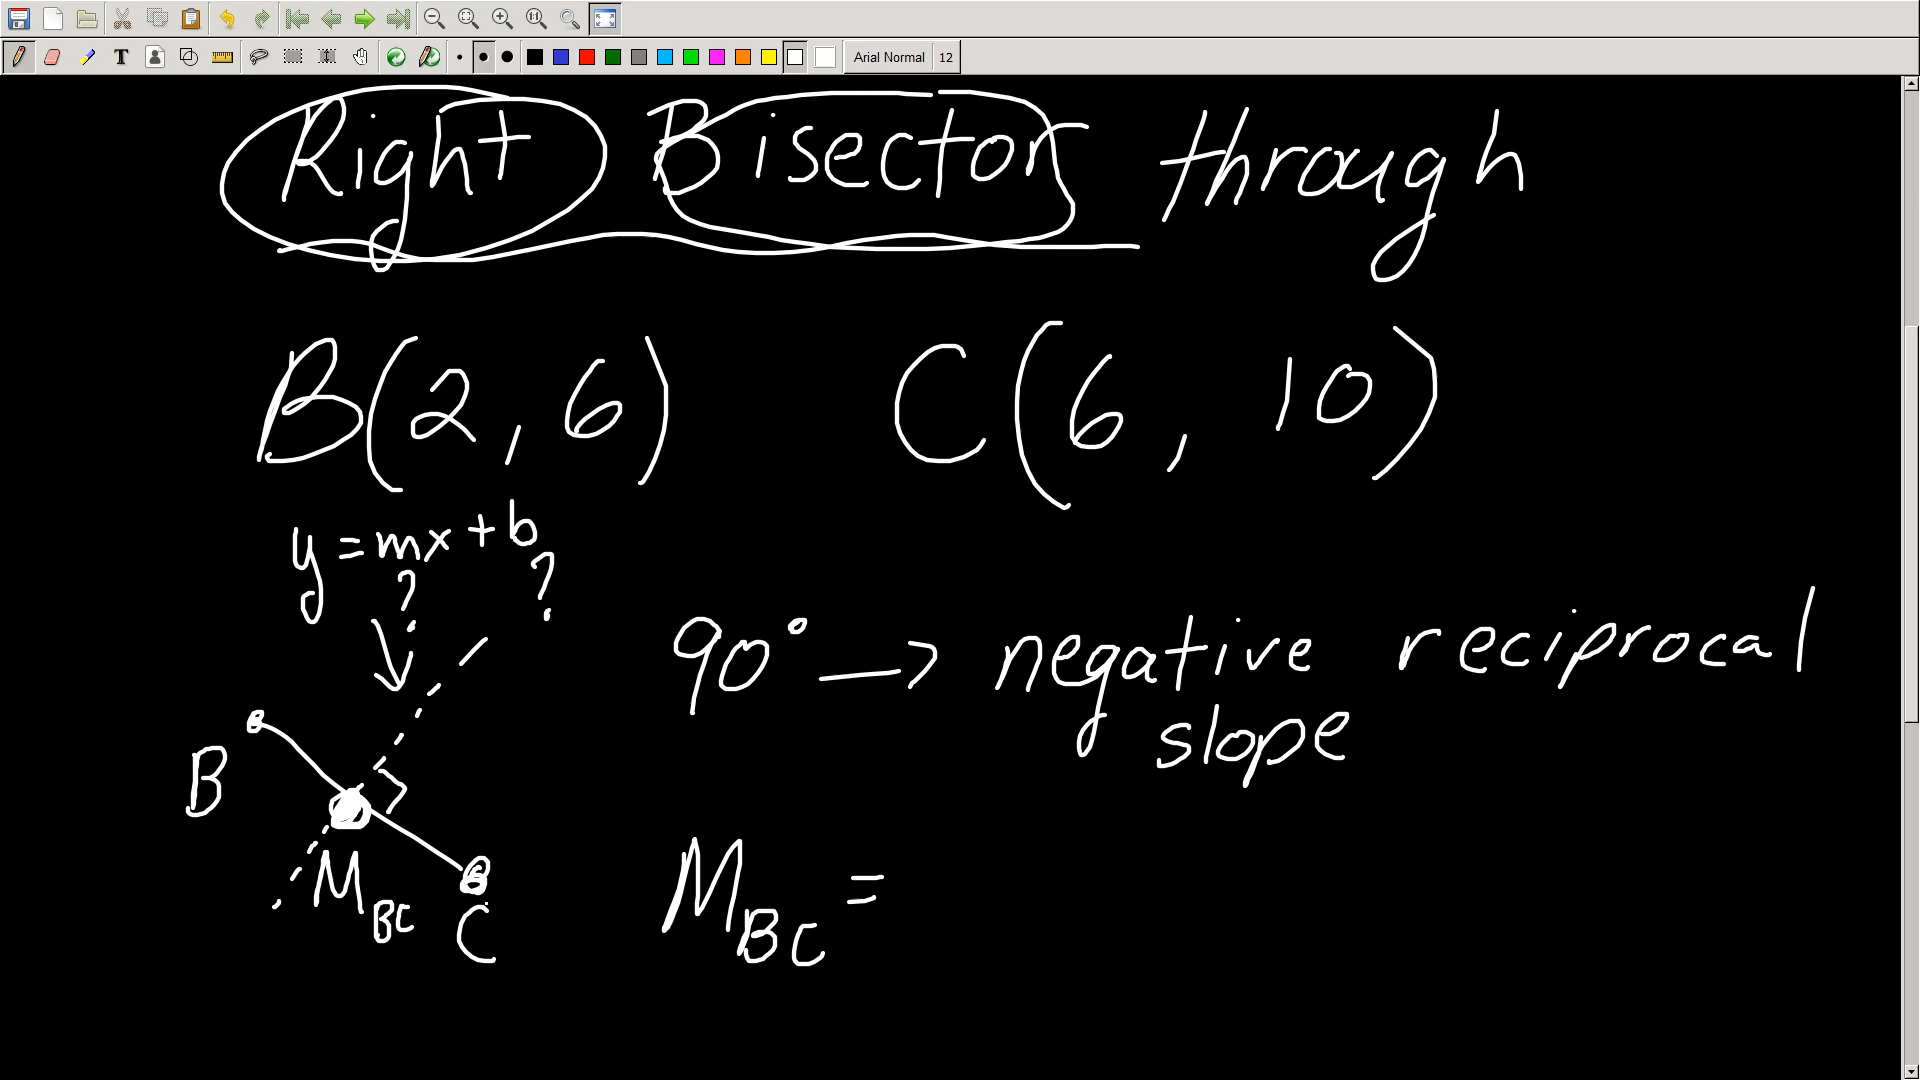 T Arial Normal 12
Right Bisector through
B(2, 6) C(6, 10)
y = mx + b
? ?
90° → negative reciprocal
slope
B
M_BC
C
M_BC =